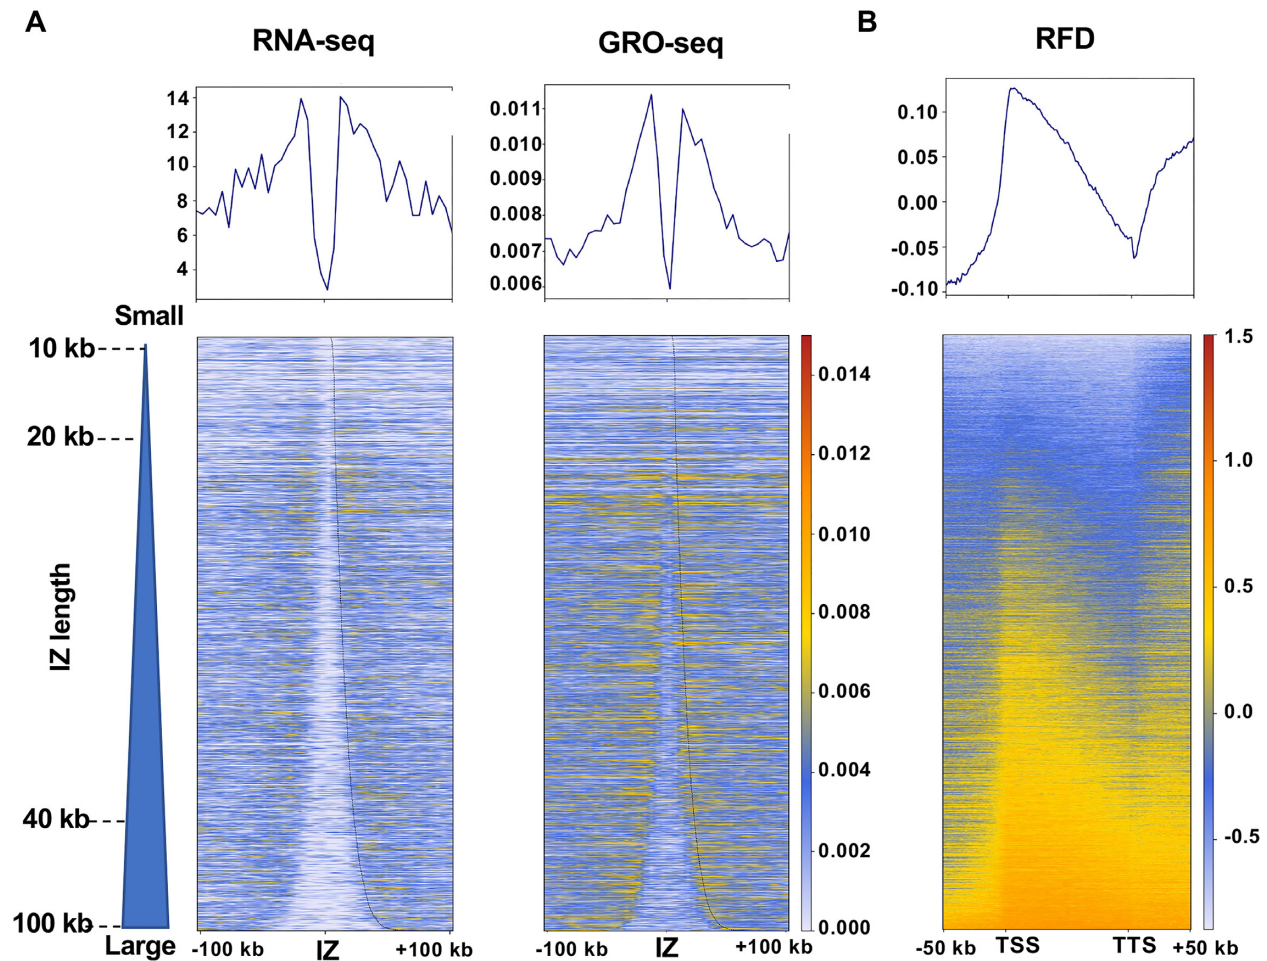 A
RNA-seq
GRO-seq
B
RFD
14
12
10
8
6
4
0.011
0.010
0.009
0.008
0.007
0.006
0.10
0.05
0.00
-0.05
-0.10
Small
10 kb
20 kb
40 kb
100 kb
Large
IZ length
-100 kb
IZ
+100 kb
-100 kb
IZ
+100 kb
0.014
0.012
0.010
0.008
0.006
0.004
0.002
0.000
-50 kb
TSS
TTS
+50 kb
1.5
1.0
0.5
0.0
-0.5